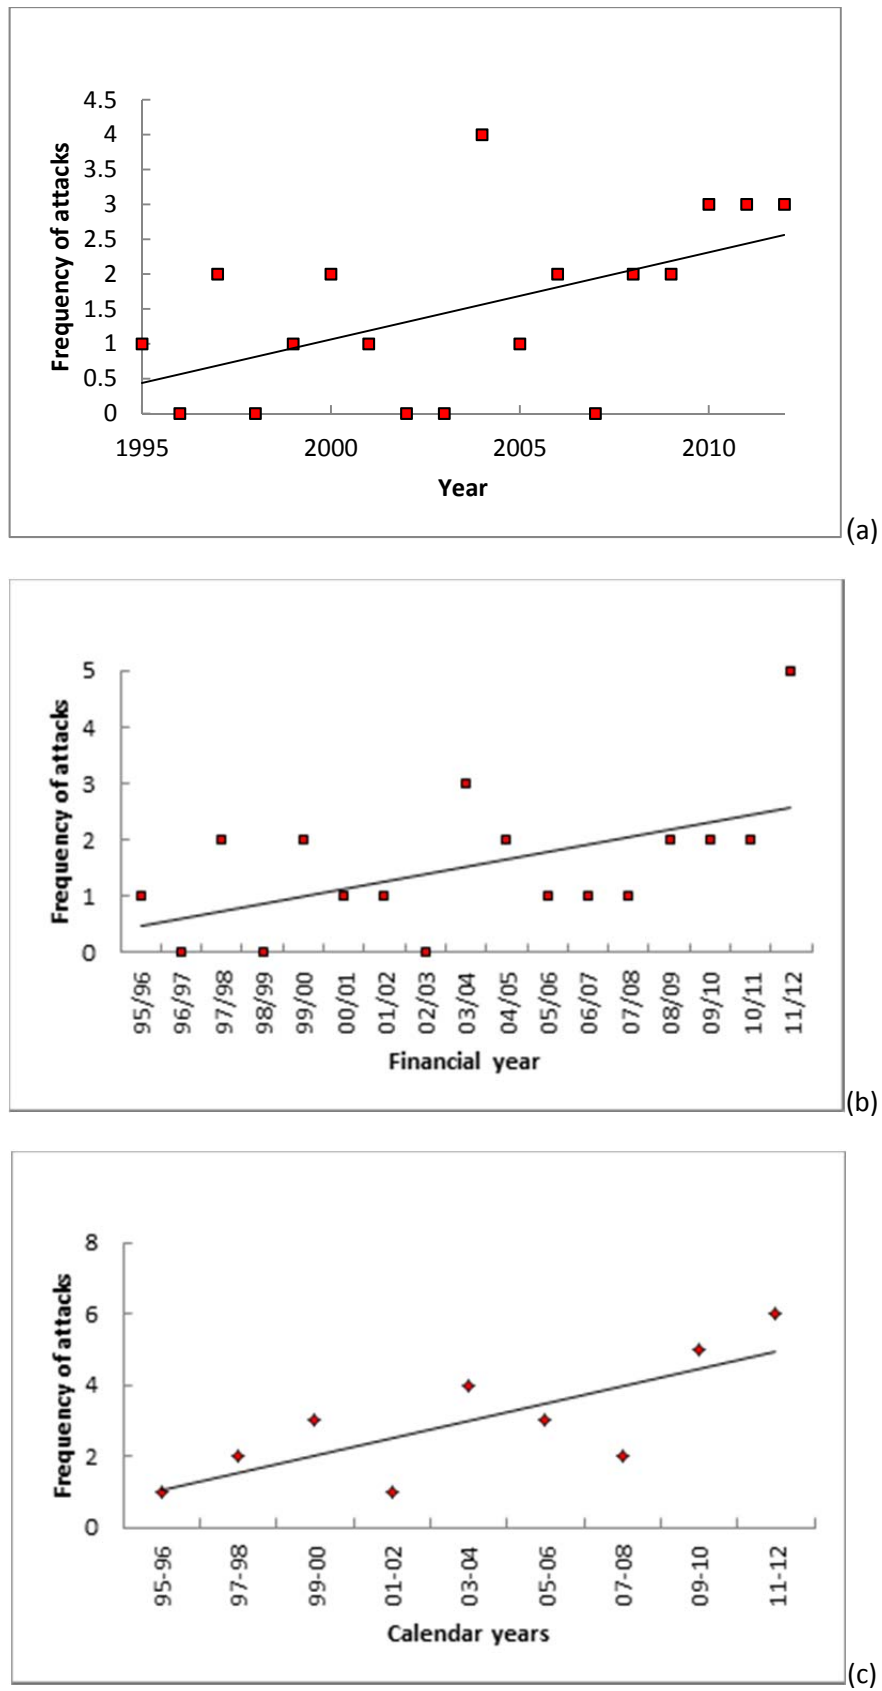 4.5
4
3.5
3
2.5
2
1.5
1
0.5
0
Frequency of attacks
1995 2000 2005 2010
Year
(a)
5
4
3
2
1
0
Frequency of attacks
95/96 96/97 97/98 98/99 99/00 00/01 01/02 02/03 03/04 04/05 05/06 06/07 07/08 08/09 09/10 10/11 11/12
Financial year
(b)
8
6
4
2
0
Frequency of attacks
95-96 97-98 99-00 01-02 03-04 05-06 07-08 09-10 11-12
Calendar years
(c)